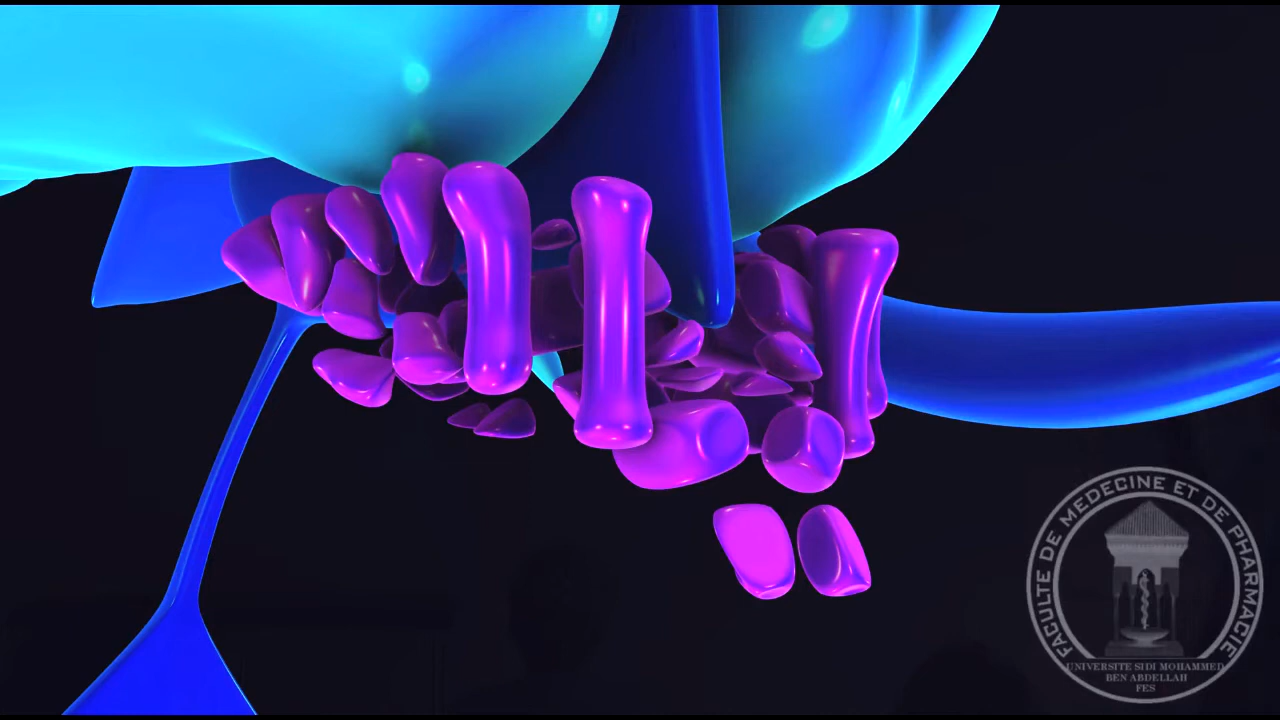 FACULTE DE MEDECINE ET DE PHARMACIE
UNIVERSITE SIDI MOHAMMED
BEN ABDELLAH
FES